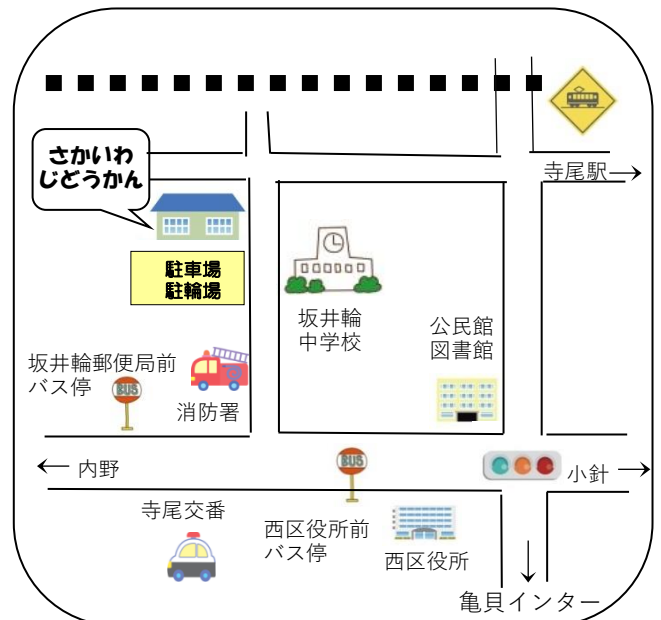 さかいわ
じどうかん
寺尾駅→
駐車場
駐輪場
坂井輪
中学校
公民館
図書館
坂井輪郵便局前
バス停
BUS
消防署
←内野
BUS
小針→
寺尾交番
西区役所前
バス停
西区役所
亀貝インター